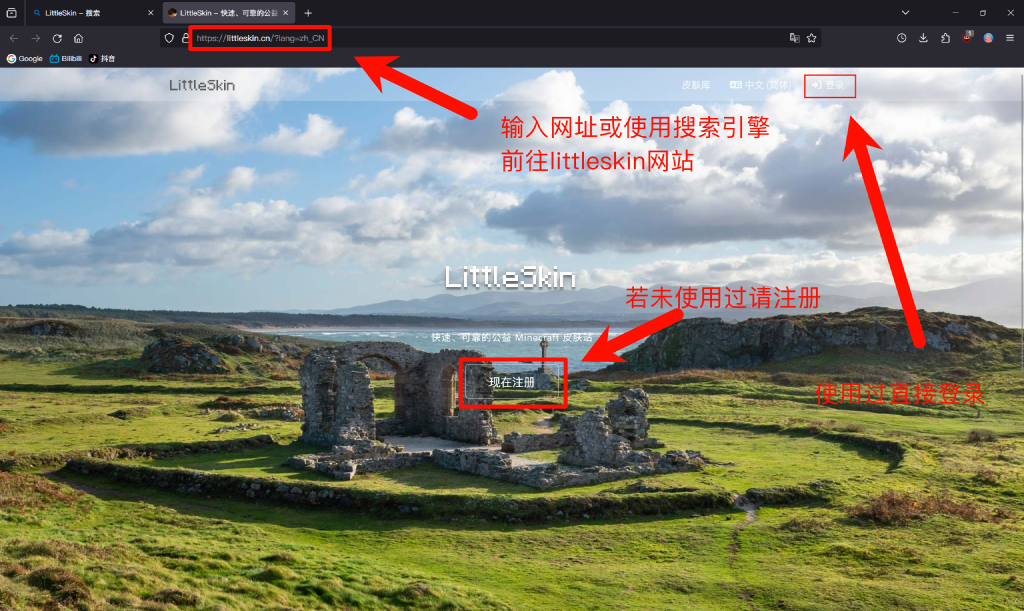 LittleSkin – 搜索
LittleSkin – 快速、可靠的公益
https://littleskin.cn/?lang=zh_CN
Google
Bilibili
抖音
LittleSkin
皮肤库
中文 (简体)
登录
输入网址或使用搜索引擎
前往littleskin网站
LittleSkin
若未使用过请注册
快速、可靠的公益 Minecraft 皮肤站
现在注册
使用过直接登录